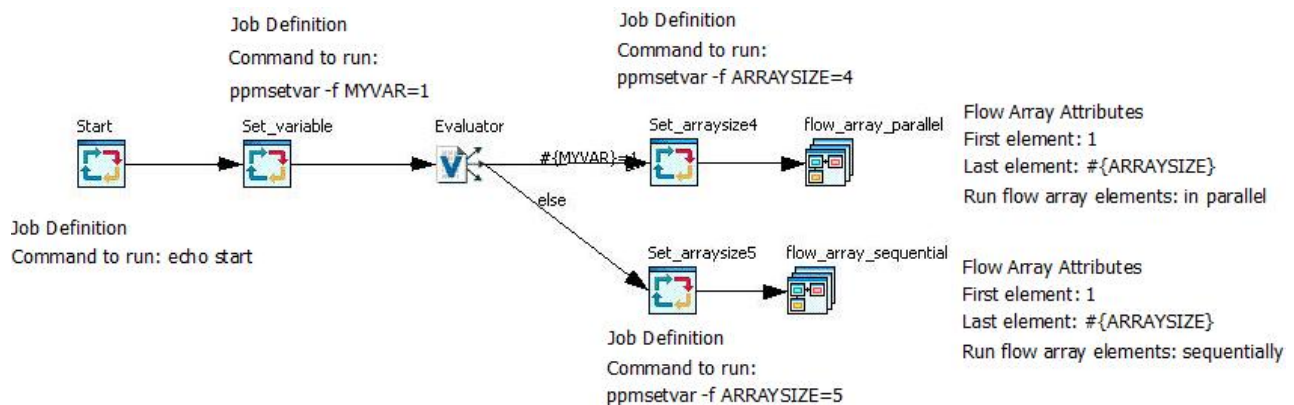 Job Definition
Command to run:
ppmsetvar -f MYVAR=1
Job Definition
Command to run:
ppmsetvar -f ARRAYSIZE=4
Start
Set_variable
Evaluator
Set_arraysize4
flow_array_parallel
#{MYVAR}==1
else
Flow Array Attributes
First element: 1
Last element: #{ARRAYSIZE}
Run flow array elements: in parallel
Job Definition
Command to run: echo start
Set_arraysize5
flow_array_sequential
Flow Array Attributes
First element: 1
Last element: #{ARRAYSIZE}
Run flow array elements: sequentially
Job Definition
Command to run:
ppmsetvar -f ARRAYSIZE=5